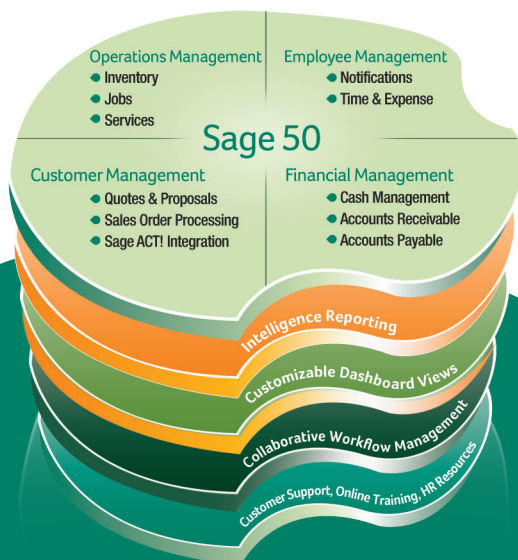 Operations Management
Inventory
Jobs
Services
Employee Management
Notifications
Time & Expense
Sage 50
Customer Management
Quotes & Proposals
Sales Order Processing
Sage ACT! Integration
Financial Management
Cash Management
Accounts Receivable
Accounts Payable
Intelligence Reporting
Customizable Dashboard Views
Collaborative Workflow Management
Customer Support, Online Training, HR Resources